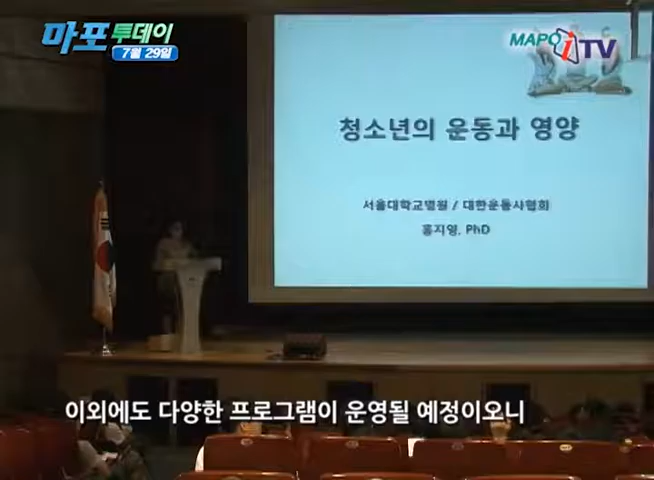 마포 투데이
7월 29일
MAPO iTV
청소년의 운동과 영양
서울대학교병원 / 대한운동사협회
홍지영, PhD
이외에도 다양한 프로그램이 운영될 예정이오니